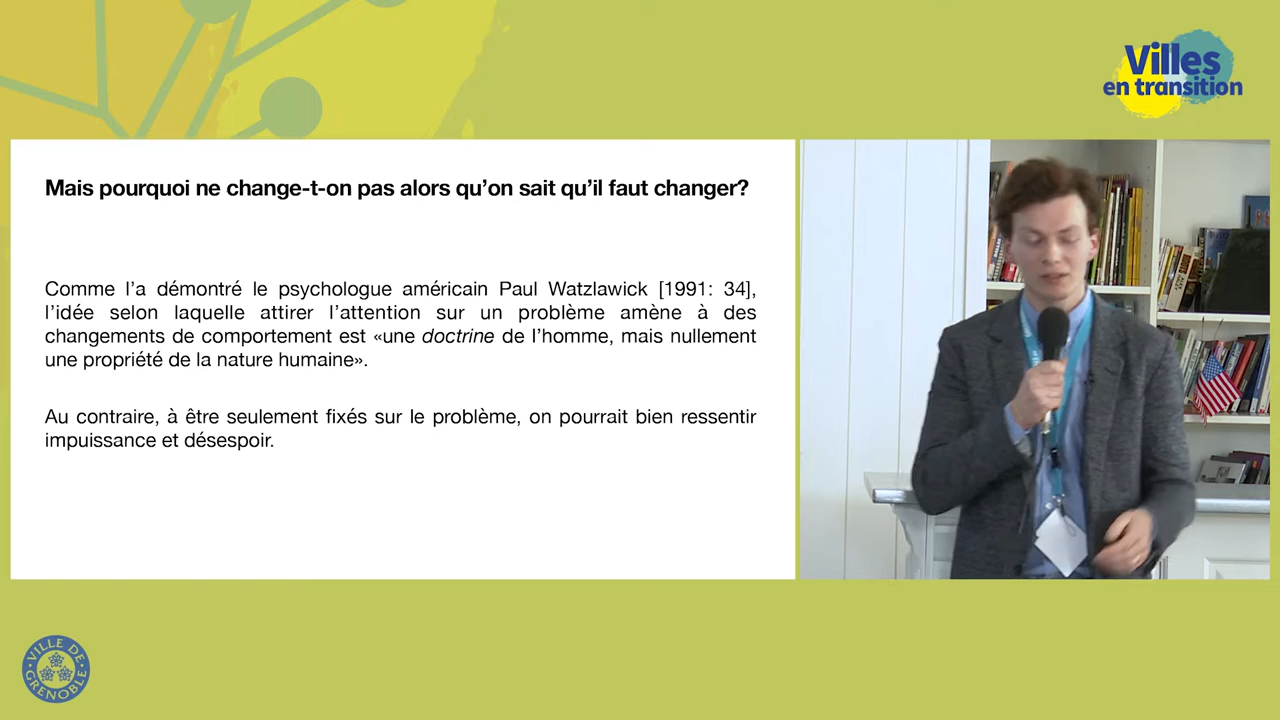 Villes
en transition
Mais pourquoi ne change-t-on pas alors qu’on sait qu’il faut changer?
Comme l’a démontré le psychologue américain Paul Watzlawick [1991: 34],
l’idée selon laquelle attirer l’attention sur un problème amène à des
changements de comportement est «une doctrine de l’homme, mais nullement
une propriété de la nature humaine».
Au contraire, à être seulement fixés sur le problème, on pourrait bien ressentir
impuissance et désespoir.
VILLE DE
GRENOBLE